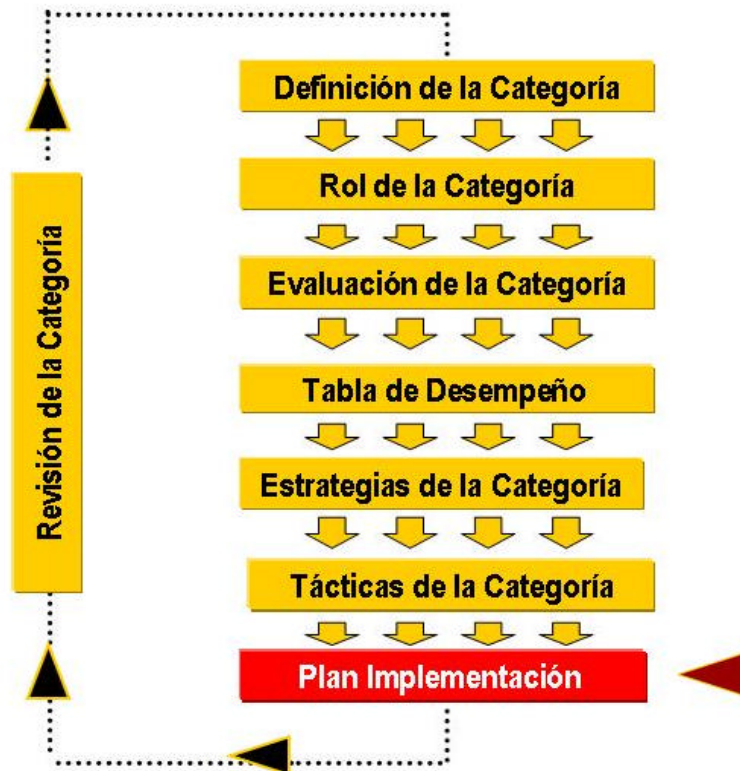 Definición de la Categoría
Rol de la Categoría
Evaluación de la Categoría
Tabla de Desempeño
Estrategias de la Categoría
Tácticas de la Categoría
Plan Implementación
Revisión de la Categoría